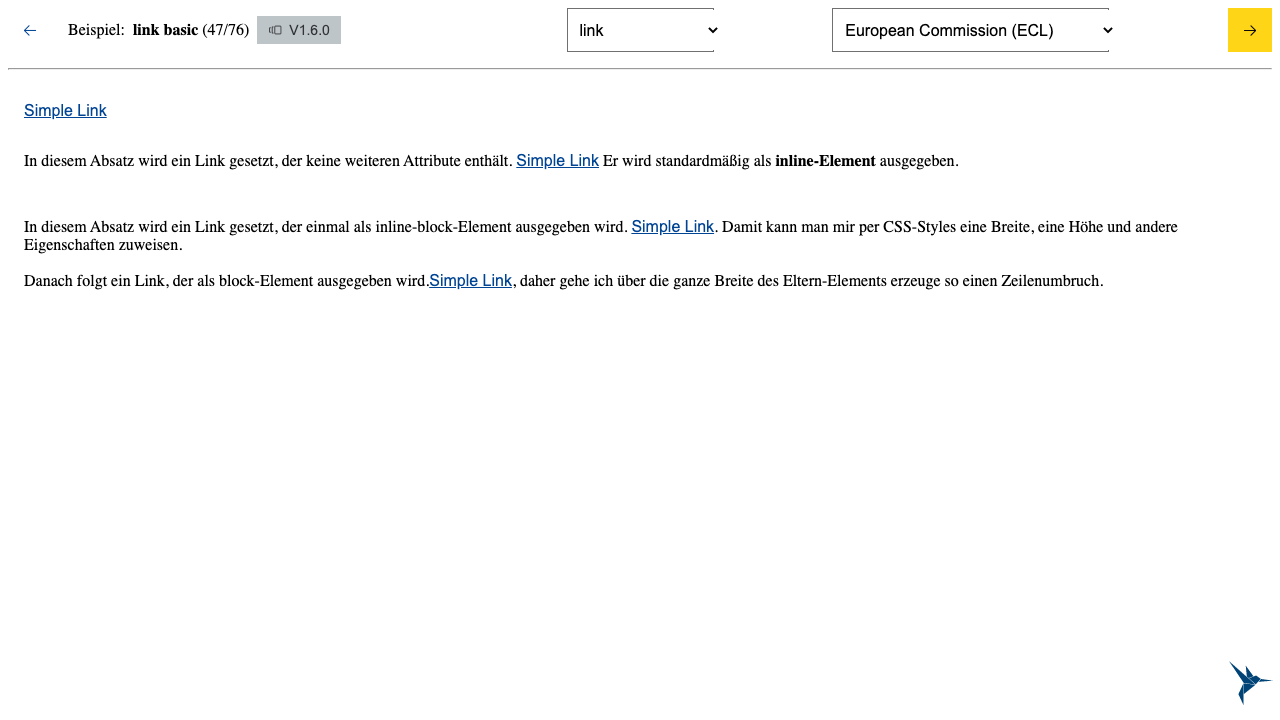 Beispiel: link basic (47/76) V1.6.0 link European Commission (ECL)
Simple Link
In diesem Absatz wird ein Link gesetzt, der keine weiteren Attribute enthält. Simple Link Er wird standardmäßig als inline-Element ausgegeben.
In diesem Absatz wird ein Link gesetzt, der einmal als inline-block-Element ausgegeben wird. Simple Link. Damit kann man mir per CSS-Styles eine Breite, eine Höhe und andere
Eigenschaften zuweisen.
Danach folgt ein Link, der als block-Element ausgegeben wird.Simple Link, daher gehe ich über die ganze Breite des Eltern-Elements erzeuge so einen Zeilenumbruch.